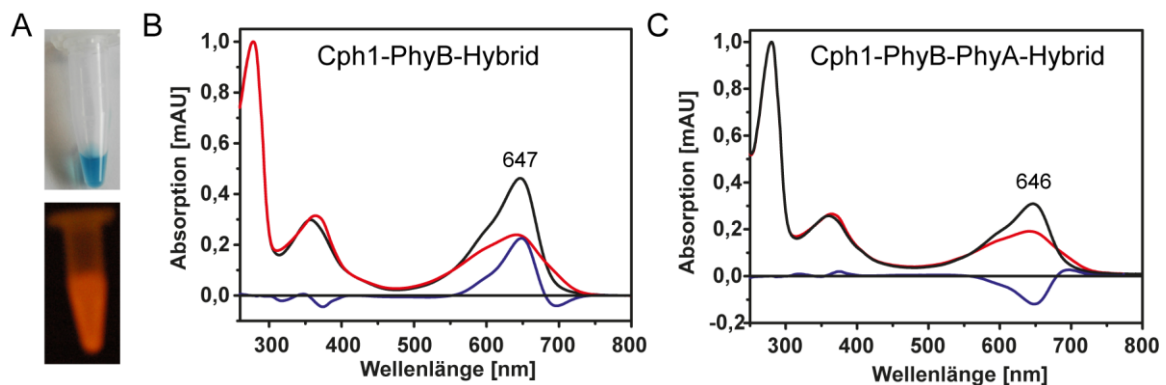 A
B
C
Cph1-PhyB-Hybrid
647
Absorption [mAU]
1,0
0,8
0,6
0,4
0,2
0,0
300 400 500 600 700 800
Wellenlänge [nm]
Cph1-PhyB-PhyA-Hybrid
646
Absorption [mAU]
1,0
0,8
0,6
0,4
0,2
0,0
-0,2
300 400 500 600 700 800
Wellenlänge [nm]